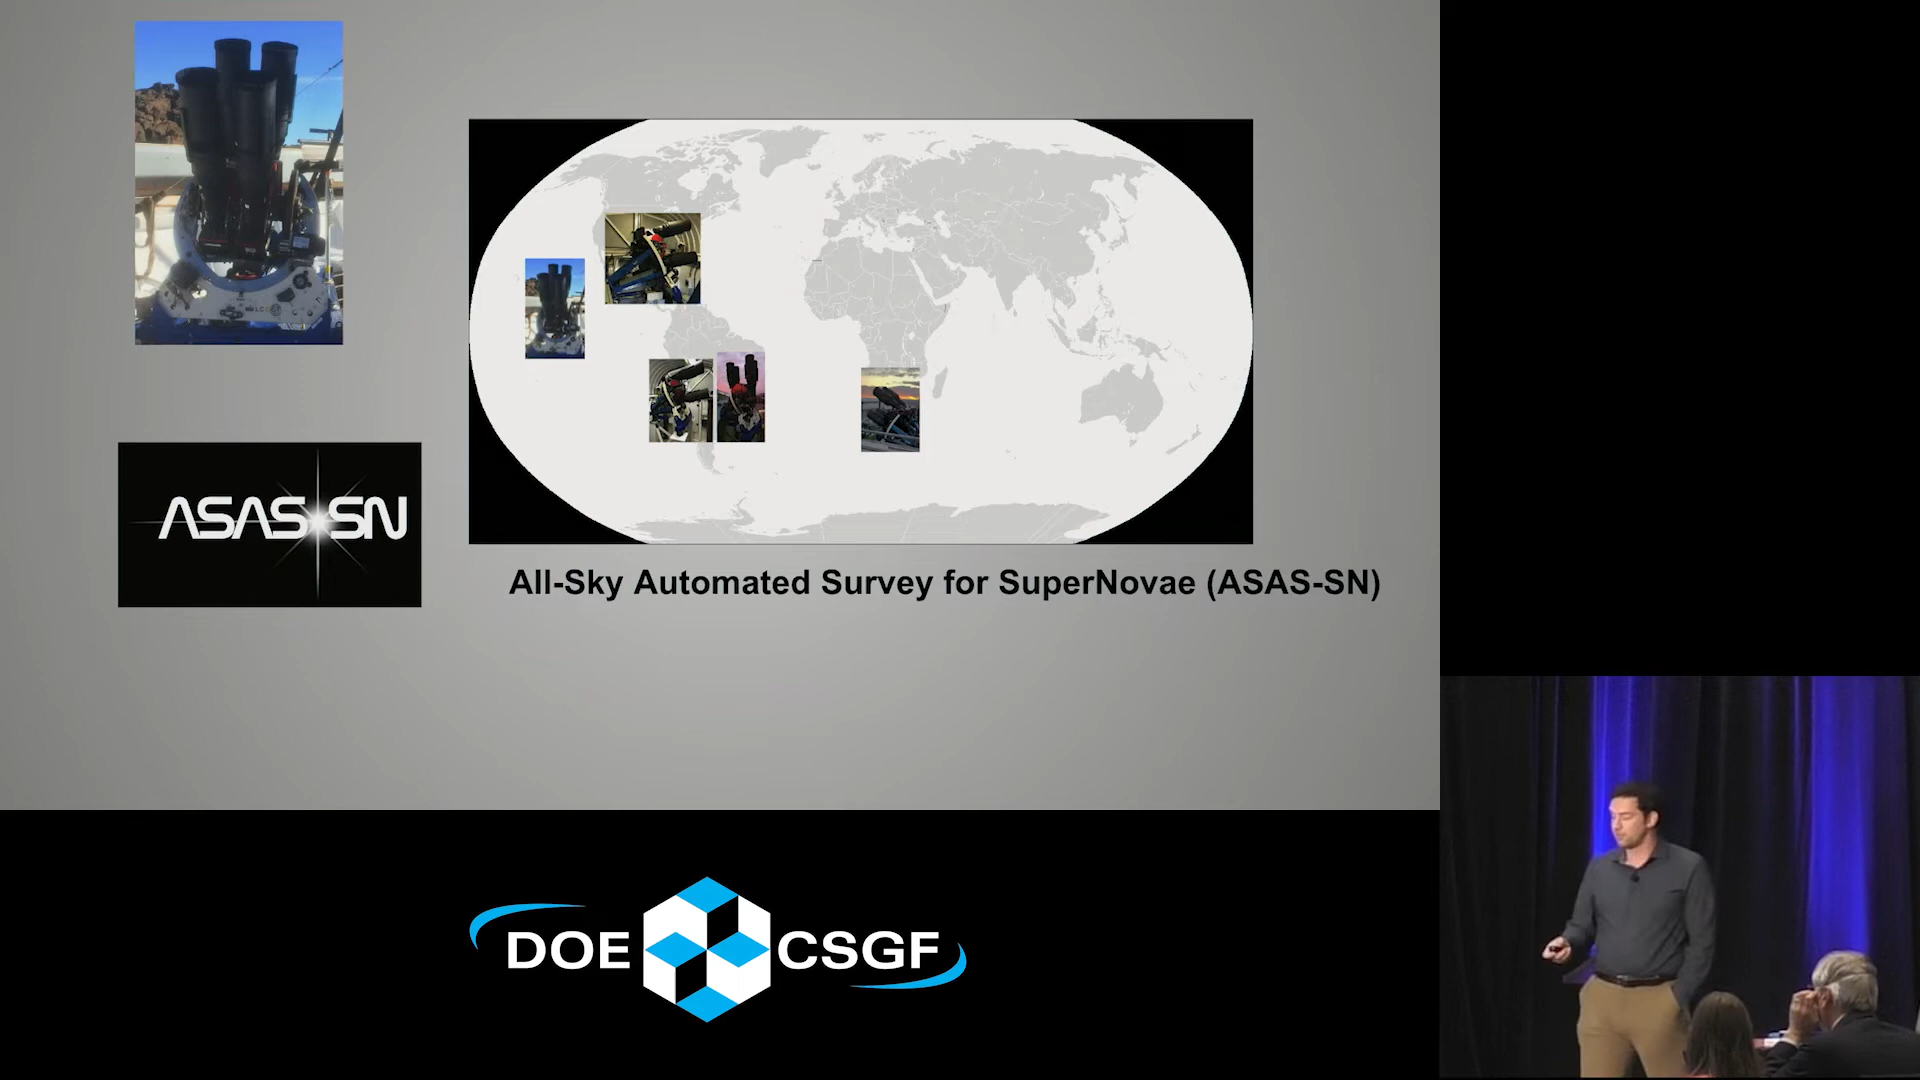 ASAS-SN
All-Sky Automated Survey for SuperNovae (ASAS-SN)
DOE CSGF